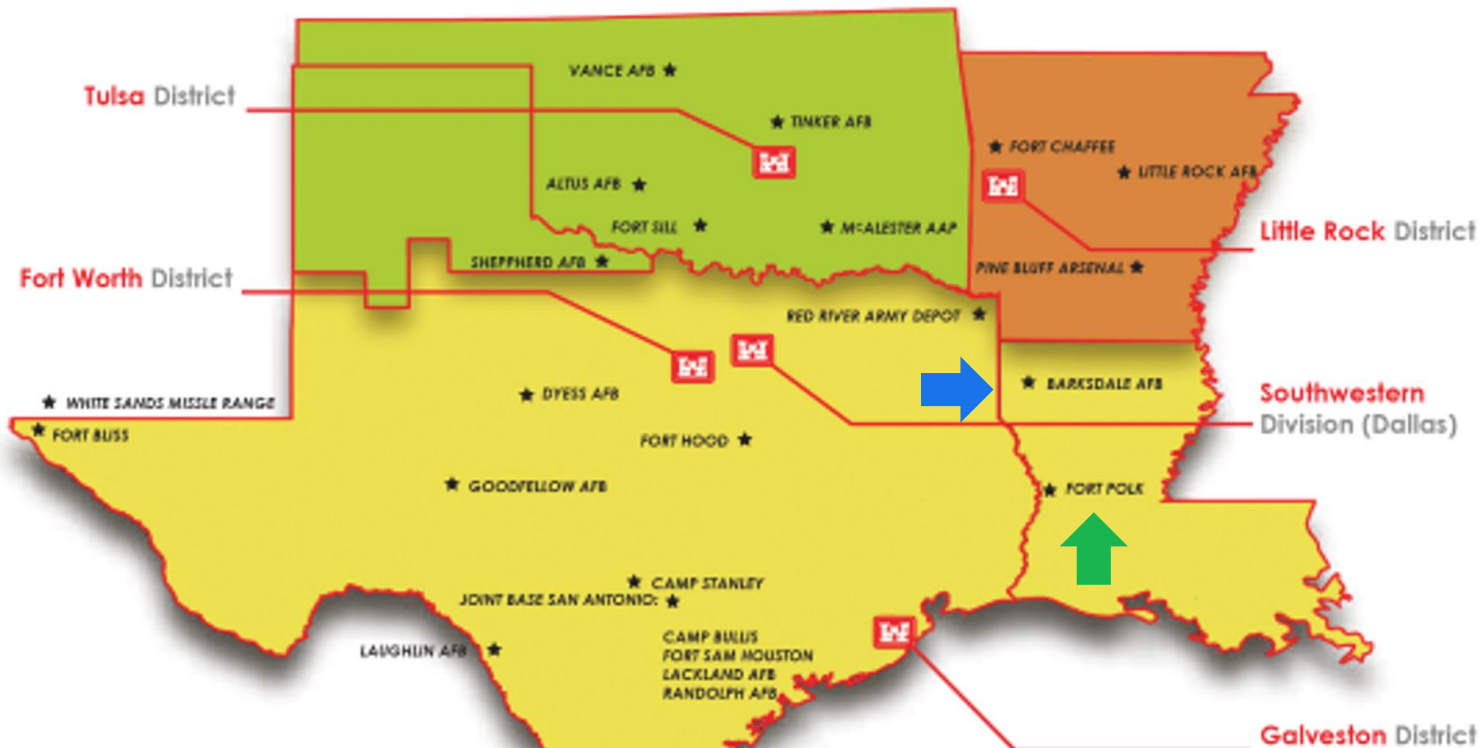 VANCE AFB
Tulsa District
TINKER AFB
FORT CHAFFEE
LITTLE ROCK AFB
ALTUS AFB
FORT SILL
McALESTER AAP
Little Rock District
SHEPPHERD AFB
PINE BLUFF ARSENAL
Fort Worth District
RED RIVER ARMY DEPOT
BARKSDALE AFB
DYESS AFB
Southwestern
Division (Dallas)
WHITE SANDS MISSLE RANGE
FORT BLISS
FORT HOOD
GOODFELLOW AFB
FORT POLK
CAMP STANLEY
JOINT BASE SAN ANTONIO:
CAMP BULLIS
FORT SAM HOUSTON
LACKLAND AFB
RANDOLPH AFB
LAUGHLIN AFB
Galveston District